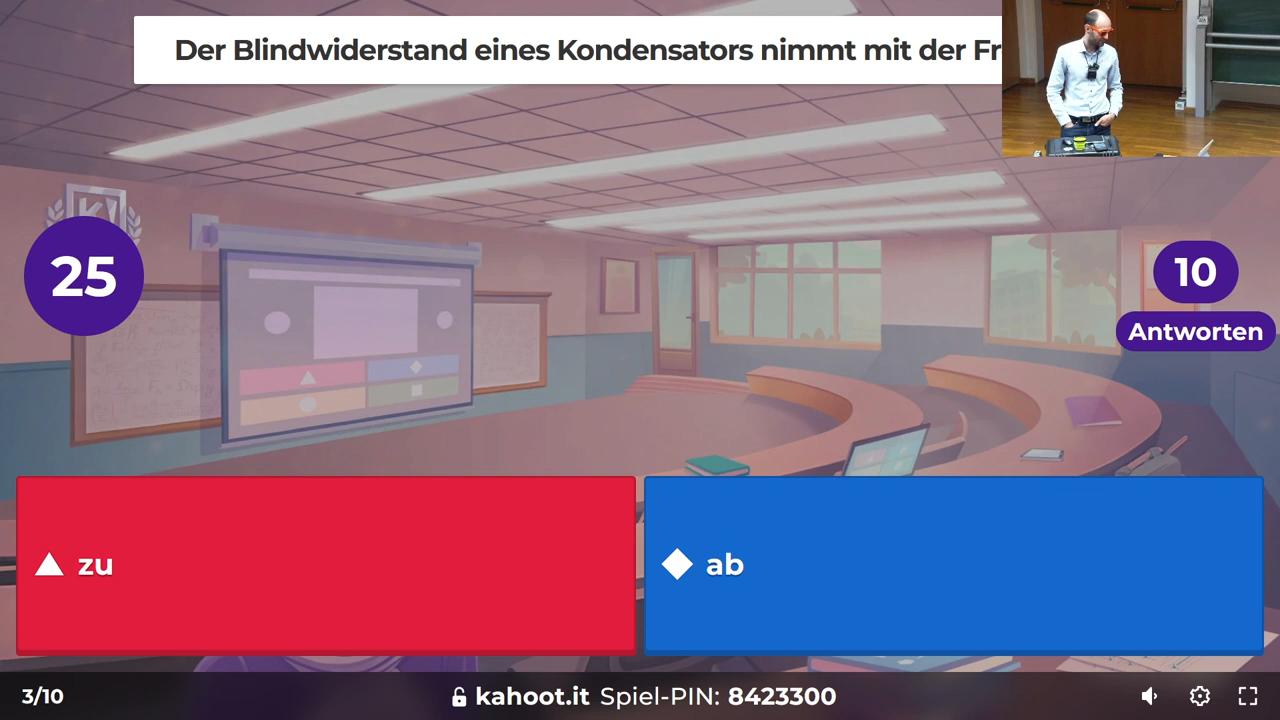 Der Blindwiderstand eines Kondensators nimmt mit der Fr
25
10
Antworten
zu
ab
3/10
kahoot.it Spiel-PIN: 8423300